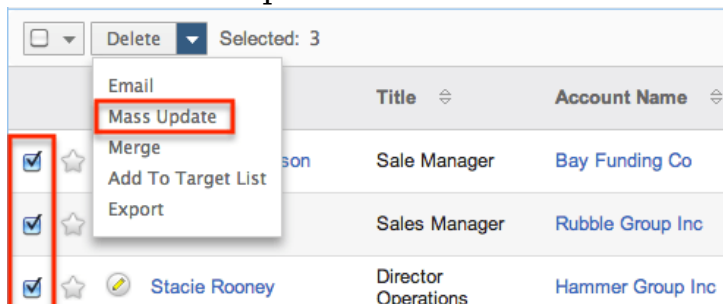 Delete Selected: 3
Email
Mass Update
Merge
Add To Target List
Export
Title Account Name
son Sale Manager Bay Funding Co
Sales Manager Rubble Group Inc
Stacie Rooney Director Operations Hammer Group Inc